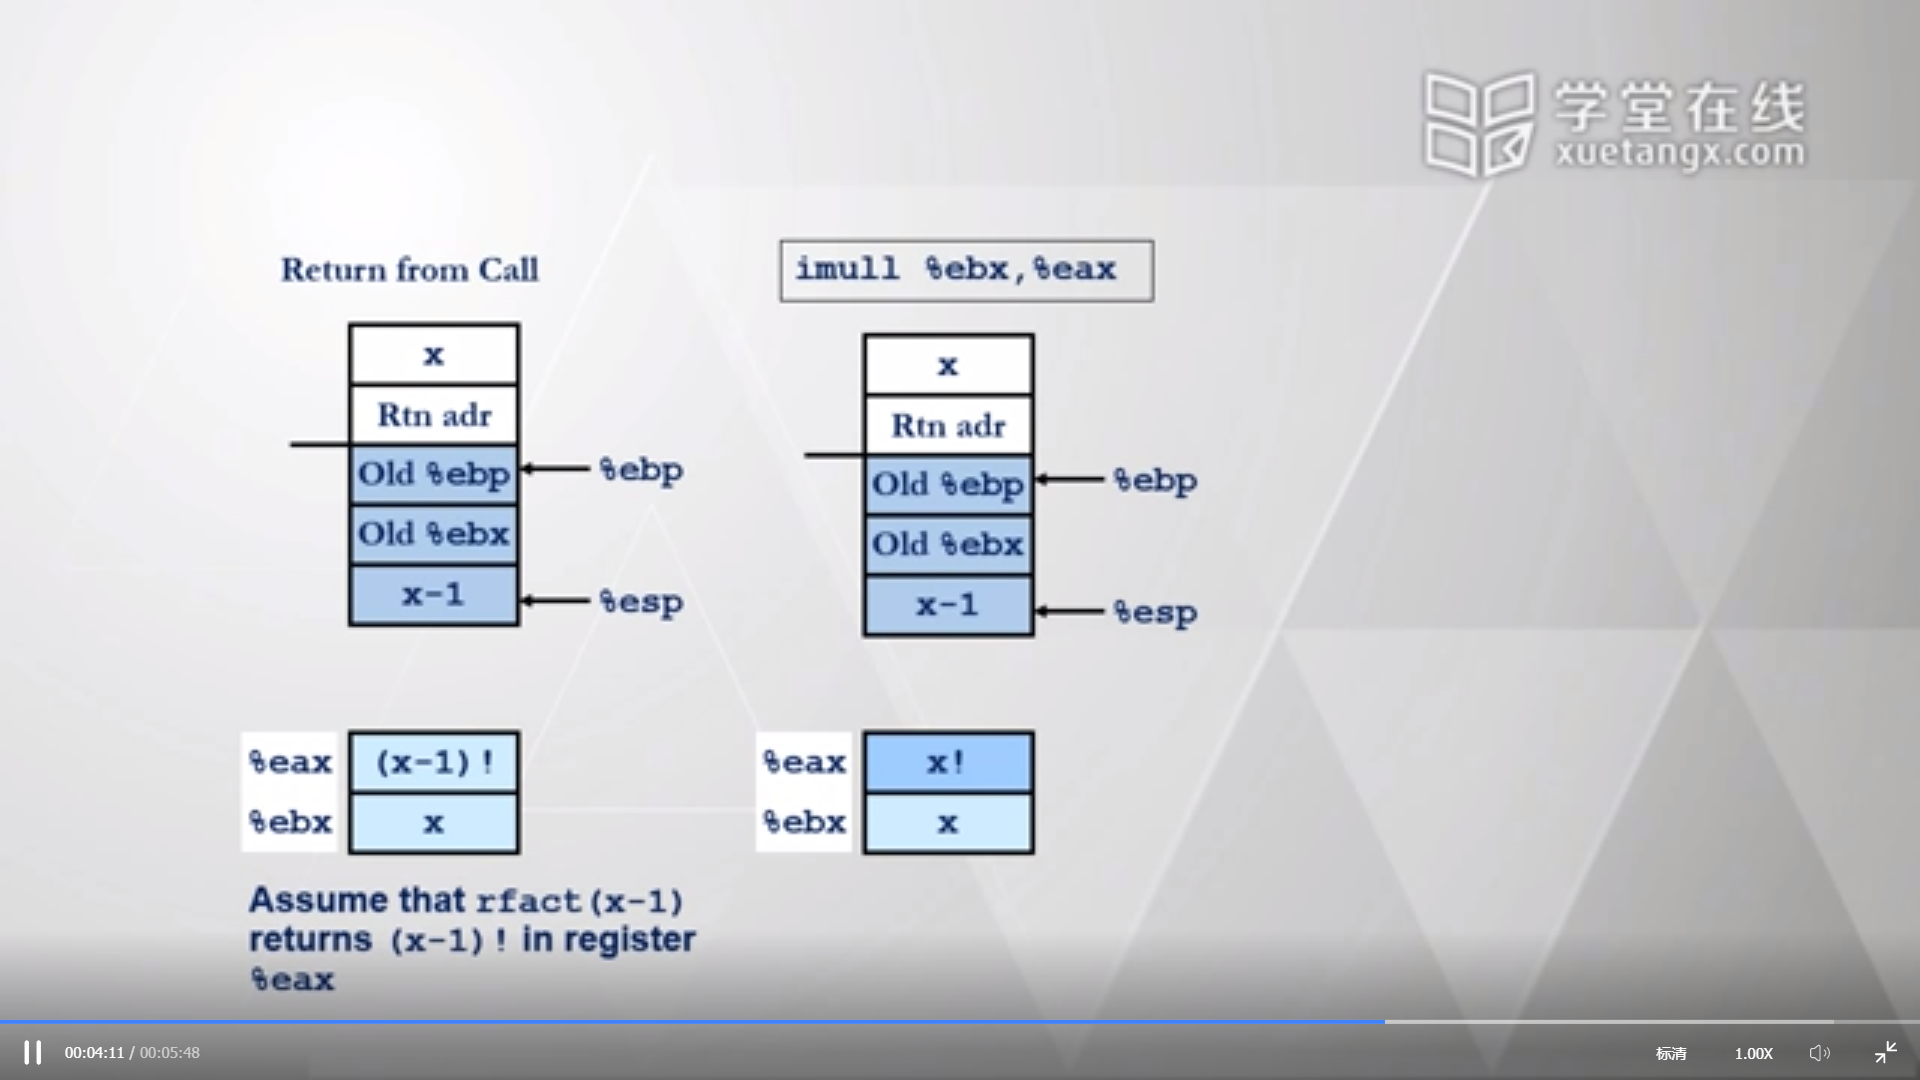 学堂在线
xuetangx.com
Return from Call
x
Rtn adr
Old %ebp
%ebp
Old %ebx
x-1
%esp
%eax
(x-1)!
%ebx
x
Assume that rfact(x-1)
returns (x-1)! in register
%eax
imull %ebx,%eax
x
Rtn adr
Old %ebp
%ebp
Old %ebx
x-1
%esp
%eax
x!
%ebx
x
00:04:11 / 00:05:48
标清
1.00X